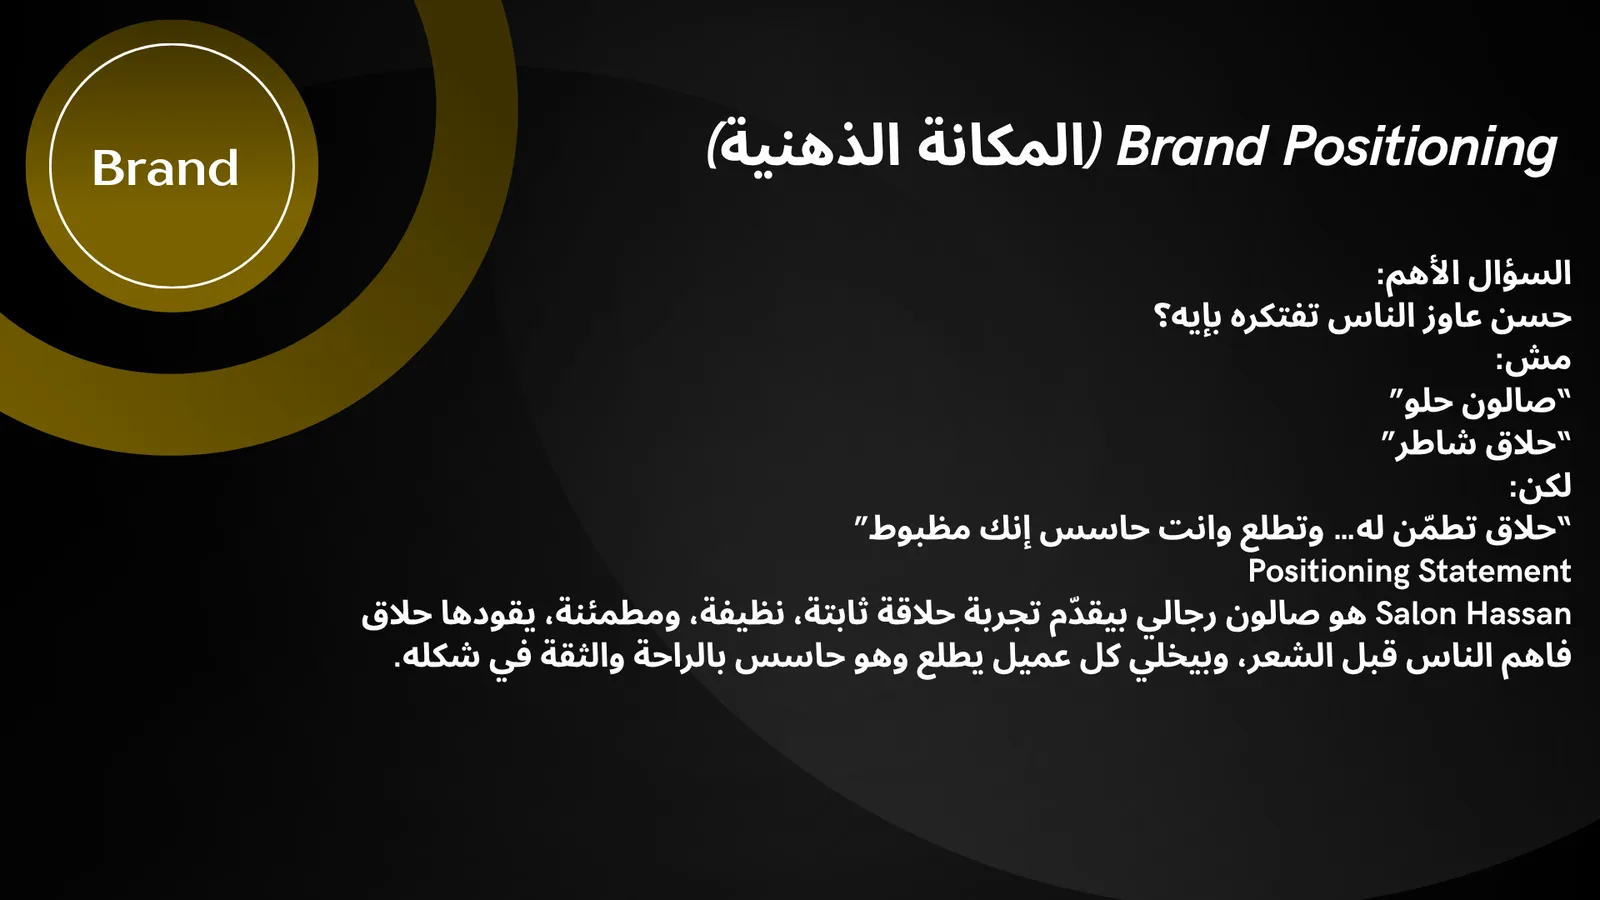 Brand
Brand Positioning (المكانة الذهنية)
السؤال الأهم:
حسن عاوز الناس تفتكره بإيه؟
مش:
“صالون حلو”
“حلاق شاطر”
لكن:
“حلاق تطمّن له… وتطلع وانت حاسس إنك مظبوط”
Positioning Statement
Salon Hassan هو صالون رجالي بيقدّم تجربة حلاقة ثابتة، نظيفة، ومطمئنة، يقودها حلاق
فاهم الناس قبل الشعر، وبيخلي كل عميل يطلع وهو حاسس بالراحة والثقة في شكله.